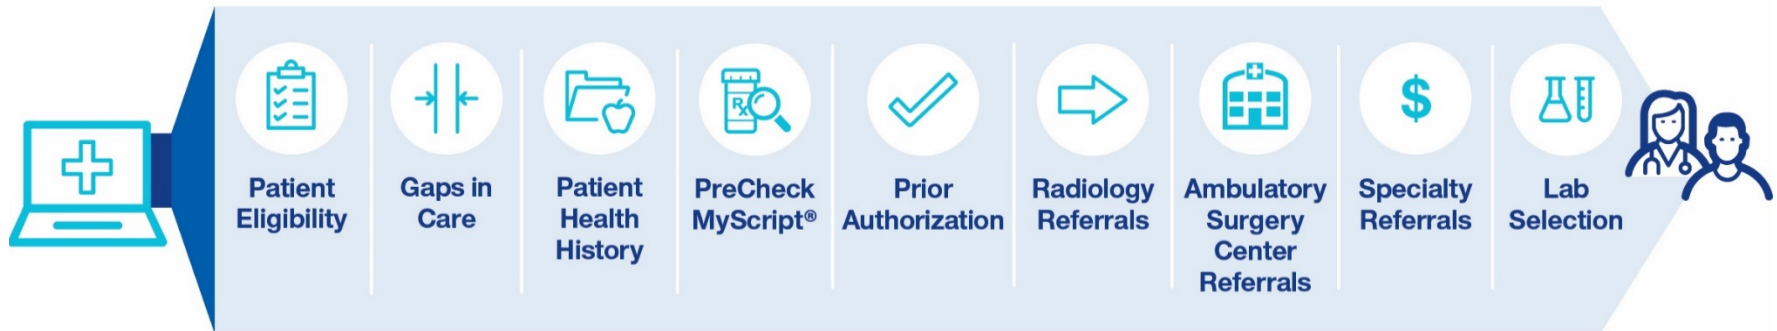 Patient
Eligibility
Gaps in
Care
Patient
Health
History
Rx
PreCheck
MyScript®
Prior
Authorization
Radiology
Referrals
Ambulatory
Surgery
Center
Referrals
$
Specialty
Referrals
Lab
Selection